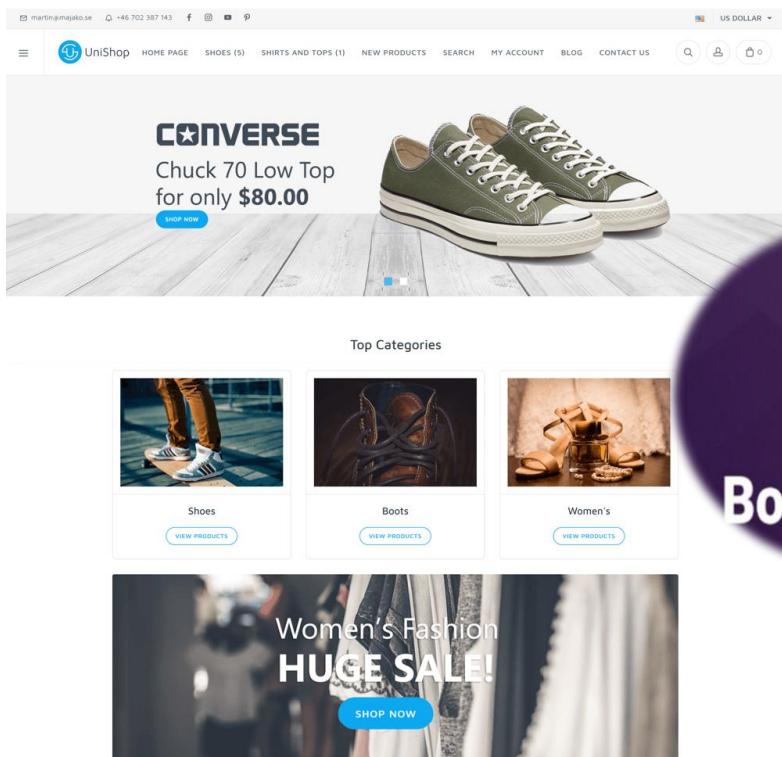 martin@majako.se +46 702 387 143 US DOLLAR
UniShop HOME PAGE SHOES (5) SHIRTS AND TOPS (1) NEW PRODUCTS SEARCH MY ACCOUNT BLOG CONTACT US 0
CONVERSE
Chuck 70 Low Top
for only $80.00
SHOP NOW
Top Categories
Shoes
Boots
Women's
VIEW PRODUCTS
VIEW PRODUCTS
VIEW PRODUCTS
Bo
Women's Fashion
HUGE SALE!
SHOP NOW